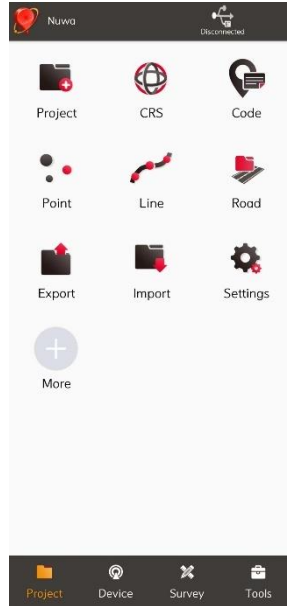 Nuwa
Disconnected
Project CRS Code
Point Line Road
Export Import Settings
More
Project Device Survey Tools